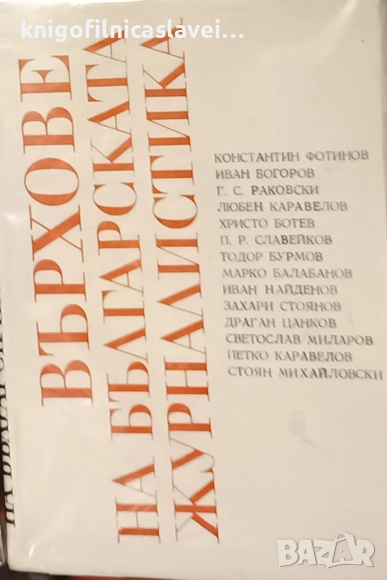 knigofilnicaslavei...
ВЪРХОВЕ
НА БЪЛГАРСКАТА
ЖУРНАЛИСТИКА
КОНСТАНТИН ФОТИНОВ
ИВАН БОГОРОВ
Г. С. РАКОВСКИ
ЛЮБЕН КАРАВЕЛОВ
ХРИСТО БОТЕВ
П. Р. СЛАВЕЙКОВ
ТОДОР БУРМОВ
МАРКО БАЛАБАНОВ
ИВАН НАЙДЕНОВ
ЗАХАРИ СТОЯНОВ
ДРАГАН ЦАНКОВ
СВЕТОСЛАВ МИЛАРОВ
ПЕТКО КАРАВЕЛОВ
СТОЯН МИХАЙЛОВСКИ
BAZAR